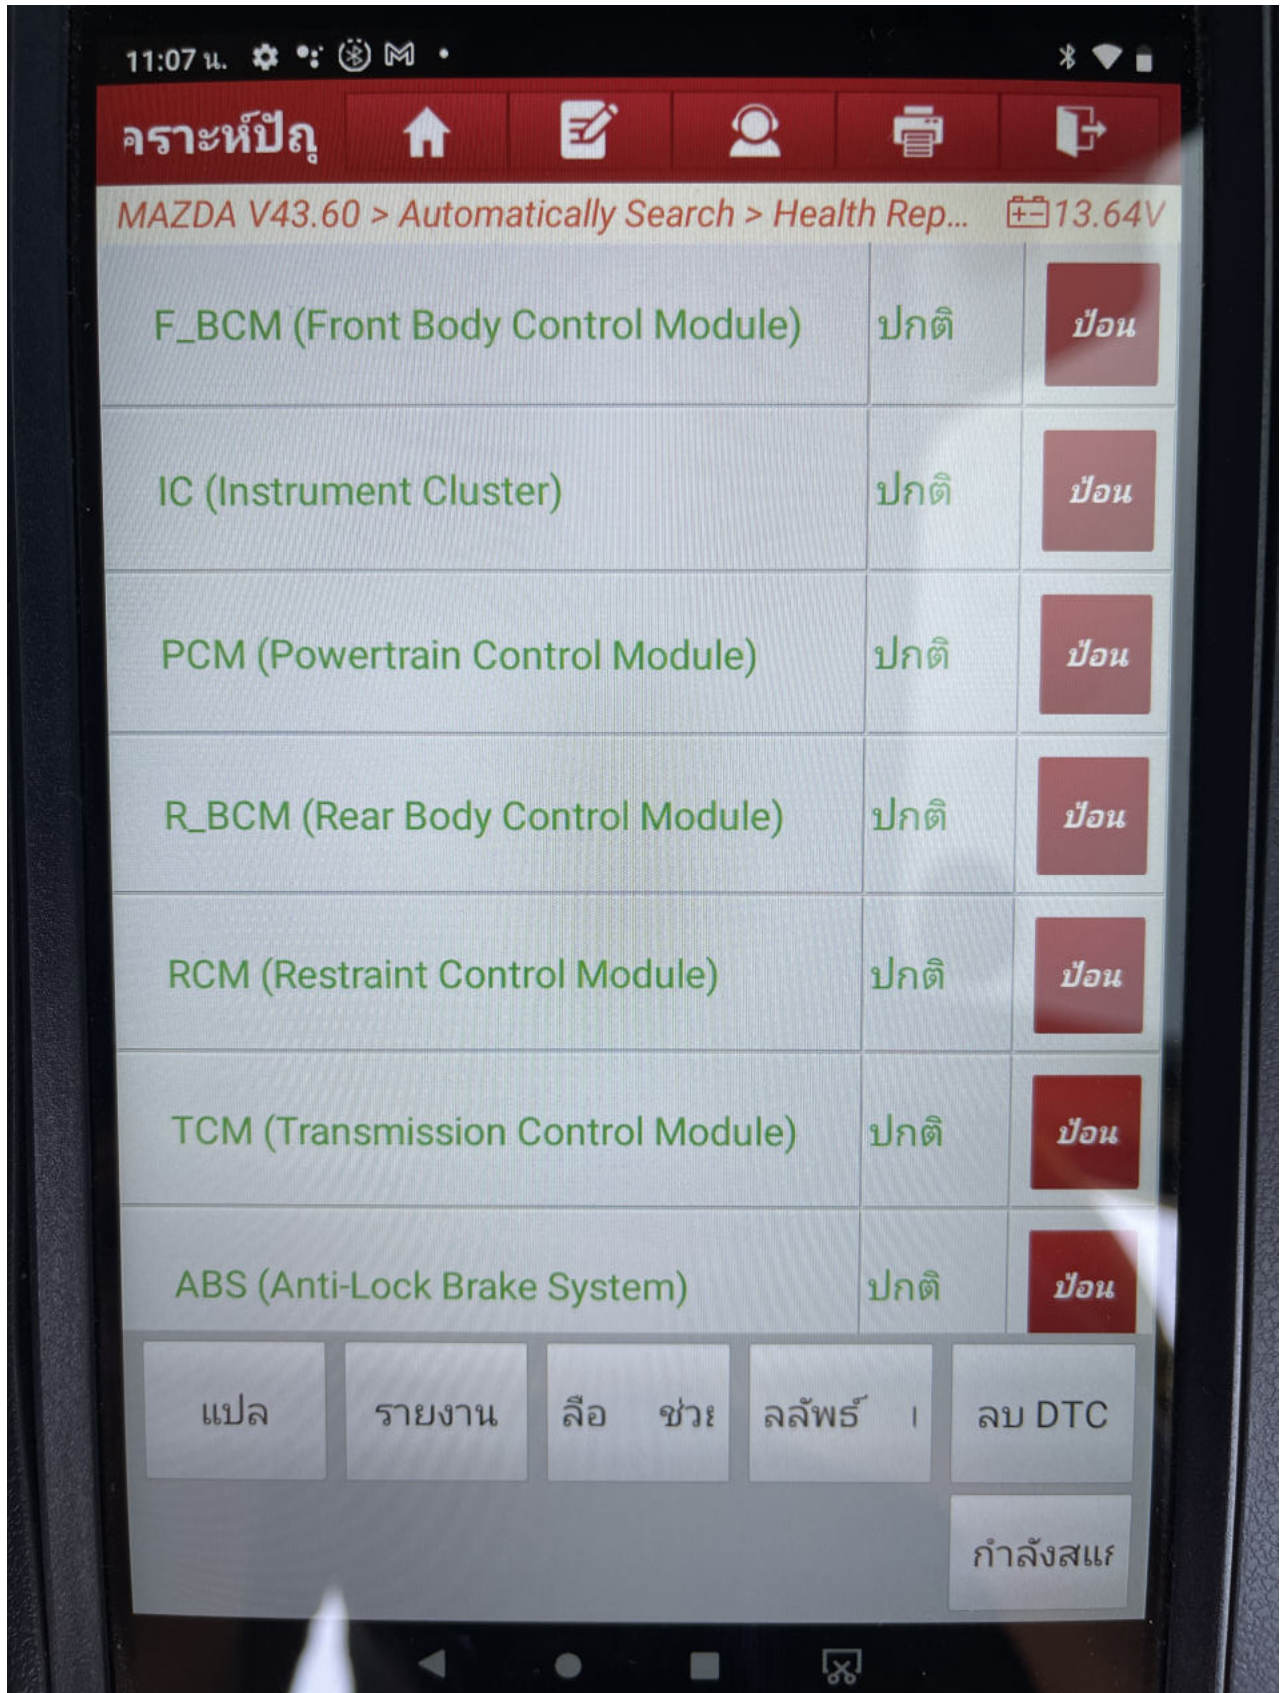 11:07 น.
คราะห์ปัญ
MAZDA V43.60 > Automatically Search > Health Rep... 13.64V
F_BCM (Front Body Control Module) ปกติ ป้อน
IC (Instrument Cluster) ปกติ ป้อน
PCM (Powertrain Control Module) ปกติ ป้อน
R_BCM (Rear Body Control Module) ปกติ ป้อน
RCM (Restraint Control Module) ปกติ ป้อน
TCM (Transmission Control Module) ปกติ ป้อน
ABS (Anti-Lock Brake System) ปกติ ป้อน
แปล รายงาน ลือ ช่วย ลลัพธ์ ลบ DTC
กำลังสแก